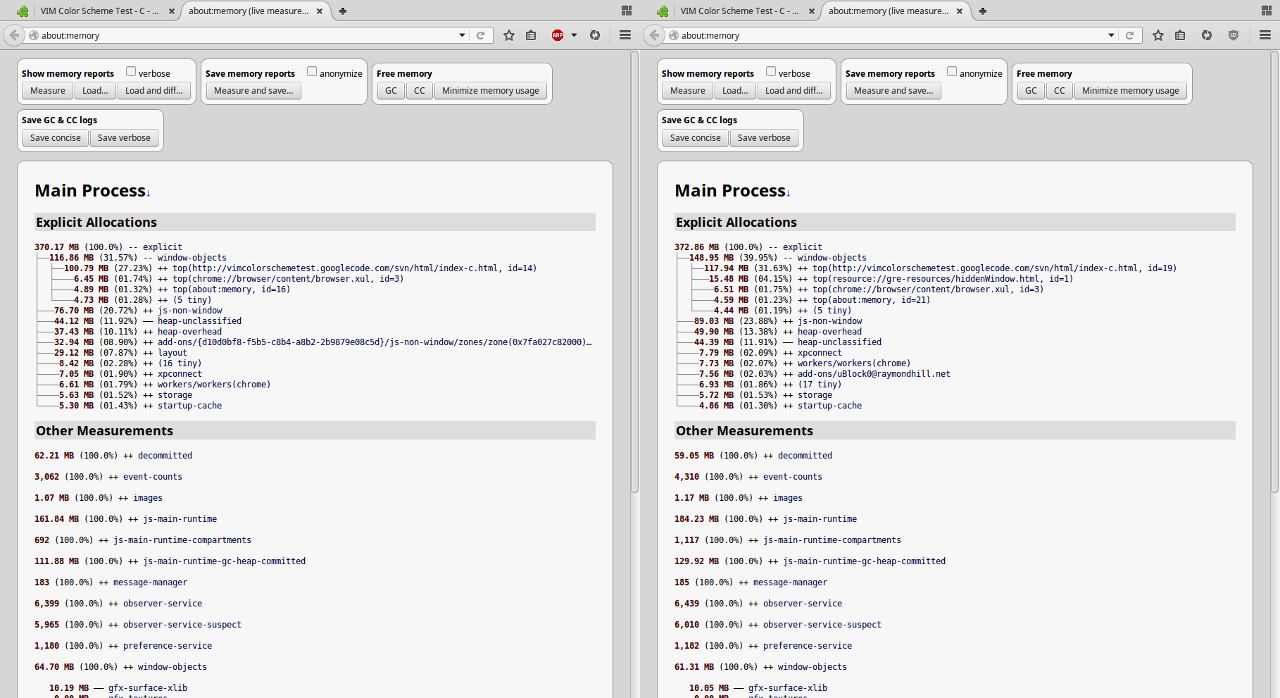 VIM Color Scheme Test - C - ... × about:memory (live measure... ×
about:memory
Show memory reports verbose
Measure Load... Load and diff...
Save memory reports anonymize
Measure and save...
Free memory
GC CC Minimize memory usage
Save GC & CC logs
Save concise Save verbose
Main Process↓
Explicit Allocations
370.17 MB (100.0%) -- explicit
├──116.86 MB (31.57%) -- window-objects
│ ├──100.79 MB (27.23%) ++ top(http://vimcolorschemetest.googlecode.com/svn/html/index-c.html, id=14)
│ ├────6.45 MB (01.74%) ++ top(chrome://browser/content/browser.xul, id=3)
│ ├────4.89 MB (01.32%) ++ top(about:memory, id=16)
│ └────4.73 MB (01.28%) ++ (5 tiny)
├───76.70 MB (20.72%) ++ js-non-window
├───44.12 MB (11.92%) ── heap-unclassified
├───37.43 MB (10.11%) ++ heap-overhead
├───32.94 MB (08.90%) ++ add-ons/{d10d0bf8-f5b5-c8b4-a8b2-2b9879e08c5d}/js-non-window/zones/zone(0x7fa027c82000)…
├───29.12 MB (07.87%) ++ layout
├────8.42 MB (02.28%) ++ (16 tiny)
├────7.05 MB (01.90%) ++ xpconnect
├────6.61 MB (01.79%) ++ workers/workers(chrome)
├────5.63 MB (01.52%) ++ storage
└────5.30 MB (01.43%) ++ startup-cache
Other Measurements
62.21 MB (100.0%) ++ decommitted
3,062 (100.0%) ++ event-counts
1.07 MB (100.0%) ++ images
161.84 MB (100.0%) ++ js-main-runtime
692 (100.0%) ++ js-main-runtime-compartments
111.88 MB (100.0%) ++ js-main-runtime-gc-heap-committed
183 (100.0%) ++ message-manager
6,399 (100.0%) ++ observer-service
5,965 (100.0%) ++ observer-service-suspect
1,180 (100.0%) ++ preference-service
64.70 MB (100.0%) ++ window-objects
10.19 MB ── gfx-surface-xlib
VIM Color Scheme Test - C - ... × about:memory (live measure... ×
about:memory
Show memory reports verbose
Measure Load... Load and diff...
Save memory reports anonymize
Measure and save...
Free memory
GC CC Minimize memory usage
Save GC & CC logs
Save concise Save verbose
Main Process↓
Explicit Allocations
372.86 MB (100.0%) -- explicit
├──148.95 MB (39.95%) -- window-objects
│ ├──117.94 MB (31.63%) ++ top(http://vimcolorschemetest.googlecode.com/svn/html/index-c.html, id=19)
│ ├───15.48 MB (04.15%) ++ top(resource://gre-resources/hiddenWindow.html, id=1)
│ ├────6.51 MB (01.75%) ++ top(chrome://browser/content/browser.xul, id=3)
│ ├────4.59 MB (01.23%) ++ top(about:memory, id=21)
│ └────4.44 MB (01.19%) ++ (5 tiny)
├───89.03 MB (23.88%) ++ js-non-window
├───49.90 MB (13.38%) ++ heap-overhead
├───44.39 MB (11.91%) ── heap-unclassified
├────7.79 MB (02.09%) ++ xpconnect
├────7.73 MB (02.07%) ++ workers/workers(chrome)
├────7.56 MB (02.03%) ++ add-ons/uBlock0@raymondhill.net
├────6.93 MB (01.86%) ++ (17 tiny)
├────5.72 MB (01.53%) ++ storage
└────4.86 MB (01.30%) ++ startup-cache
Other Measurements
59.05 MB (100.0%) ++ decommitted
4,310 (100.0%) ++ event-counts
1.17 MB (100.0%) ++ images
184.23 MB (100.0%) ++ js-main-runtime
1,117 (100.0%) ++ js-main-runtime-compartments
129.92 MB (100.0%) ++ js-main-runtime-gc-heap-committed
185 (100.0%) ++ message-manager
6,439 (100.0%) ++ observer-service
6,010 (100.0%) ++ observer-service-suspect
1,182 (100.0%) ++ preference-service
61.31 MB (100.0%) ++ window-objects
10.05 MB ── gfx-surface-xlib